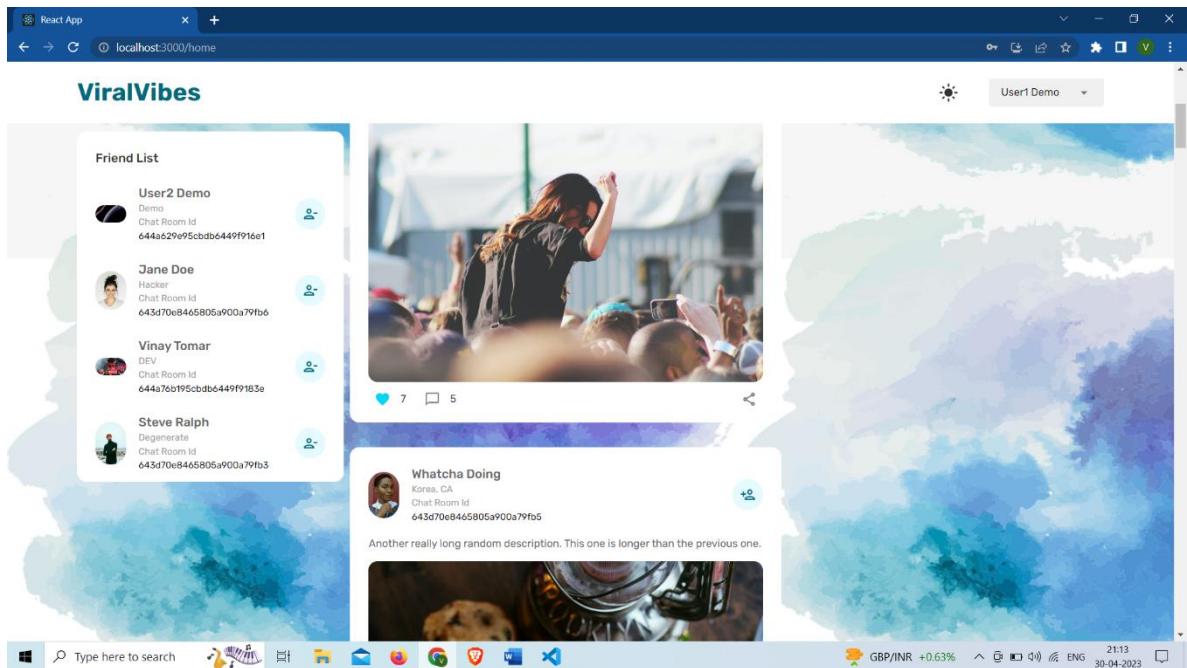 React App
localhost:3000/home
ViralVibes
User1 Demo
Friend List
User2 Demo
Demo
Chat Room Id
644a629e95cbdb6449f916e1
Jane Doe
Hacker
Chat Room Id
643d70e8465805a900a79fb6
Vinay Tomar
DEV
Chat Room Id
644a76b195cbdb6449f9183e
Steve Ralph
Degenerate
Chat Room Id
643d70e8465805a900a79fb3
7
5
Whatcha Doing
Korea, CA
Chat Room Id
643d70e8465805a900a79fb5
Another really long random description. This one is longer than the previous one.
Type here to search
GBP/INR +0.63%
ENG
21:13
30-04-2023
V